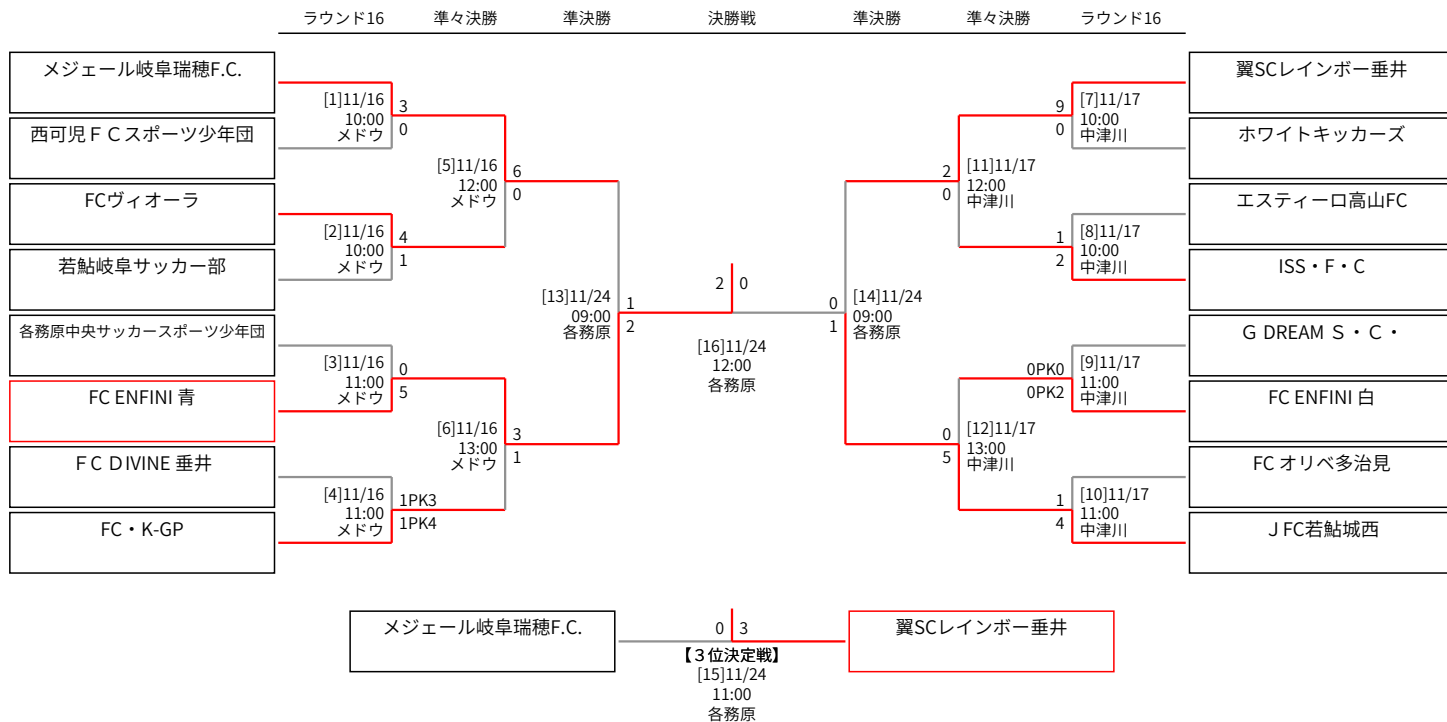 ラウンド16 準々決勝 準決勝 決勝戦 準決勝 準々決勝 ラウンド16
メジェール岐阜瑞穂F.C.
西可児ＦＣスポーツ少年団
FCヴィオーラ
若鮎岐阜サッカー部
各務原中央サッカースポーツ少年団
FC ENFINI 青
ＦＣ ＤIVINE 垂井
FC・K-GP
[1]11/16
10:00
メドウ
3
0
[2]11/16
10:00
メドウ
4
1
[3]11/16
11:00
メドウ
0
5
[4]11/16
11:00
メドウ
1PK3
1PK4
[5]11/16
12:00
メドウ
6
0
[6]11/16
13:00
メドウ
3
1
[13]11/24
09:00
各務原
1
2
2 0
[16]11/24
12:00
各務原
0
1
[14]11/24
09:00
各務原
2
0
[11]11/17
12:00
中津川
0
5
[12]11/17
13:00
中津川
9
0
[7]11/17
10:00
中津川
1
2
[8]11/17
10:00
中津川
0PK0
0PK2
[9]11/17
11:00
中津川
1
4
[10]11/17
11:00
中津川
翼SCレインボー垂井
ホワイトキッカーズ
エスティーロ高山FC
ISS・F・C
Ｇ DREAM Ｓ・Ｃ・
FC ENFINI 白
FC オリベ多治見
ＪFC若鮎城西
メジェール岐阜瑞穂F.C.
0 3
翼SCレインボー垂井
【３位決定戦】
[15]11/24
11:00
各務原